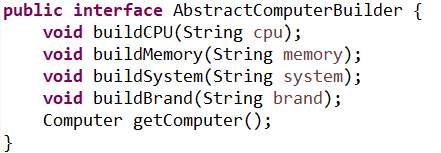 public interface AbstractComputerBuilder {
    void buildCPU(String cpu);
    void buildMemory(String memory);
    void buildSystem(String system);
    void buildBrand(String brand);
    Computer getComputer();
}